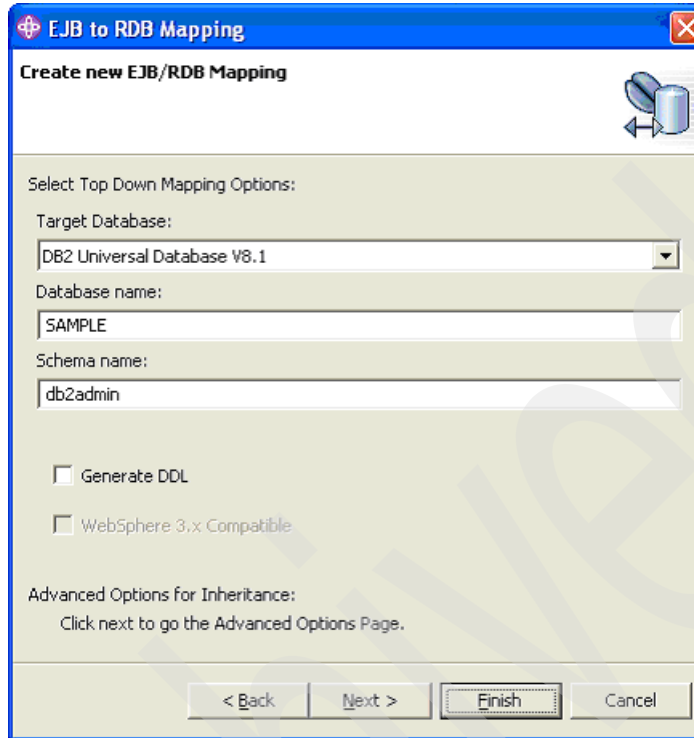 EJB to RDB Mapping
Create new EJB/RDB Mapping
Select Top Down Mapping Options:
Target Database:
DB2 Universal Database V8.1
Database name:
SAMPLE
Schema name:
db2admin
Generate DDL
WebSphere 3.x Compatible
Advanced Options for Inheritance:
Click next to go the Advanced Options Page.
< Back Next > Finish Cancel